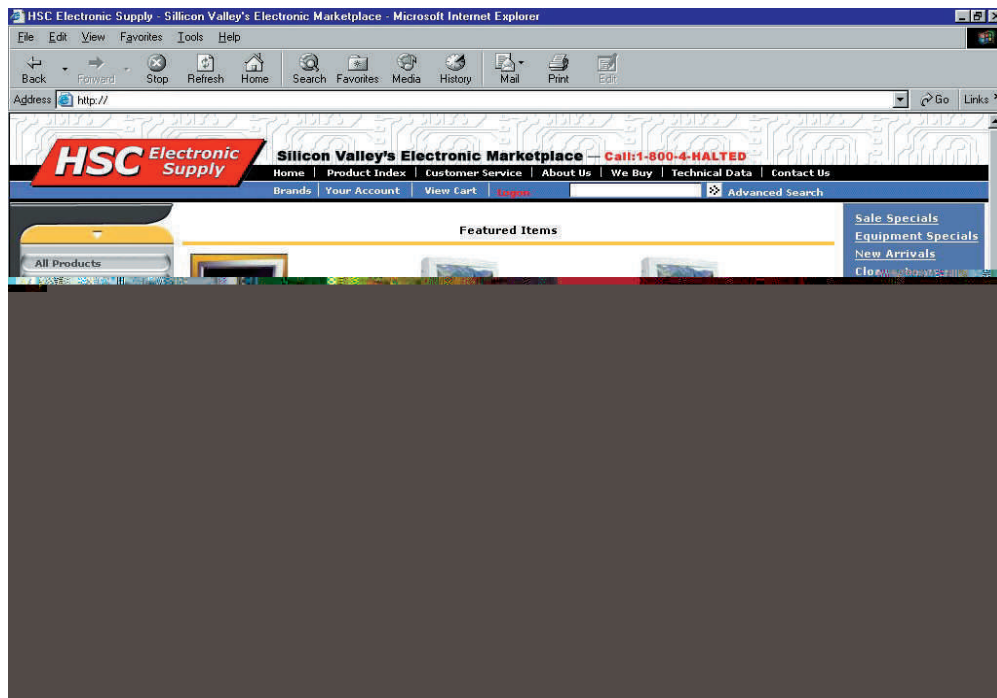 HSC Electronic Supply - Sillicon Valley's Electronic Marketplace - Microsoft Internet Explorer
File Edit View Favorites Tools Help
Back Forward Stop Refresh Home Search Favorites Media History Mail Print Edit
Address http:// Go Links
HSC Electronic Supply
Silicon Valley's Electronic Marketplace — Call:1-800-4-HALTED
Home | Product Index | Customer Service | About Us | We Buy | Technical Data | Contact Us
Brands | Your Account | View Cart | Logon Advanced Search
Featured Items
All Products
Sale Specials
Equipment Specials
New Arrivals